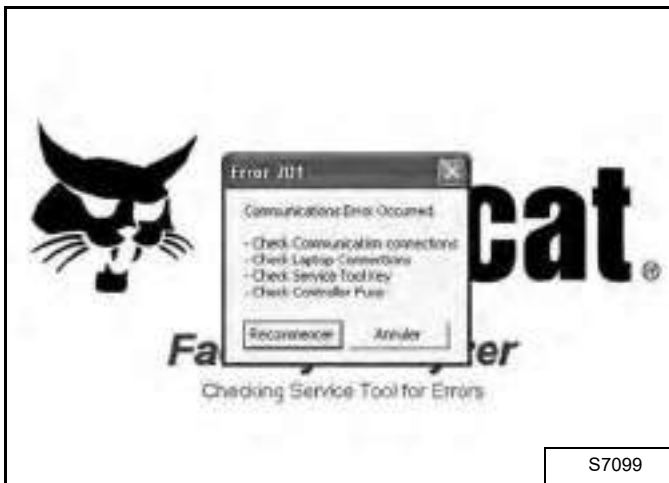 Error
Communications Error Occurred
- Check Communication connections
- Check Laptop Connections
- Check Service Tool Key
- Check Controller Fuse
cat.®
Recommencer Annuler
Checking Service Tool for Errors
S7099